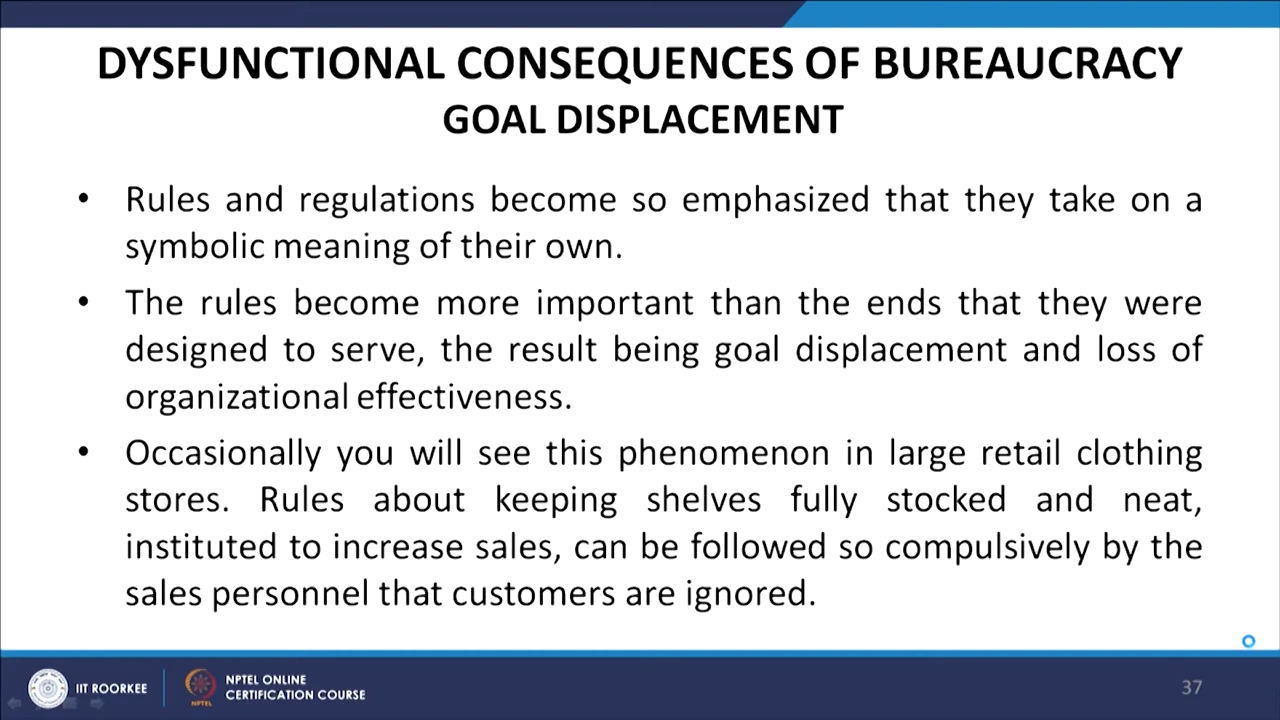 DYSFUNCTIONAL CONSEQUENCES OF BUREAUCRACY
GOAL DISPLACEMENT
• Rules and regulations become so emphasized that they take on a
symbolic meaning of their own.
• The rules become more important than the ends that they were
designed to serve, the result being goal displacement and loss of
organizational effectiveness.
• Occasionally you will see this phenomenon in large retail clothing
stores. Rules about keeping shelves fully stocked and neat,
instituted to increase sales, can be followed so compulsively by the
sales personnel that customers are ignored.
IIT ROORKEE
NPTEL
NPTEL ONLINE
CERTIFICATION COURSE
37